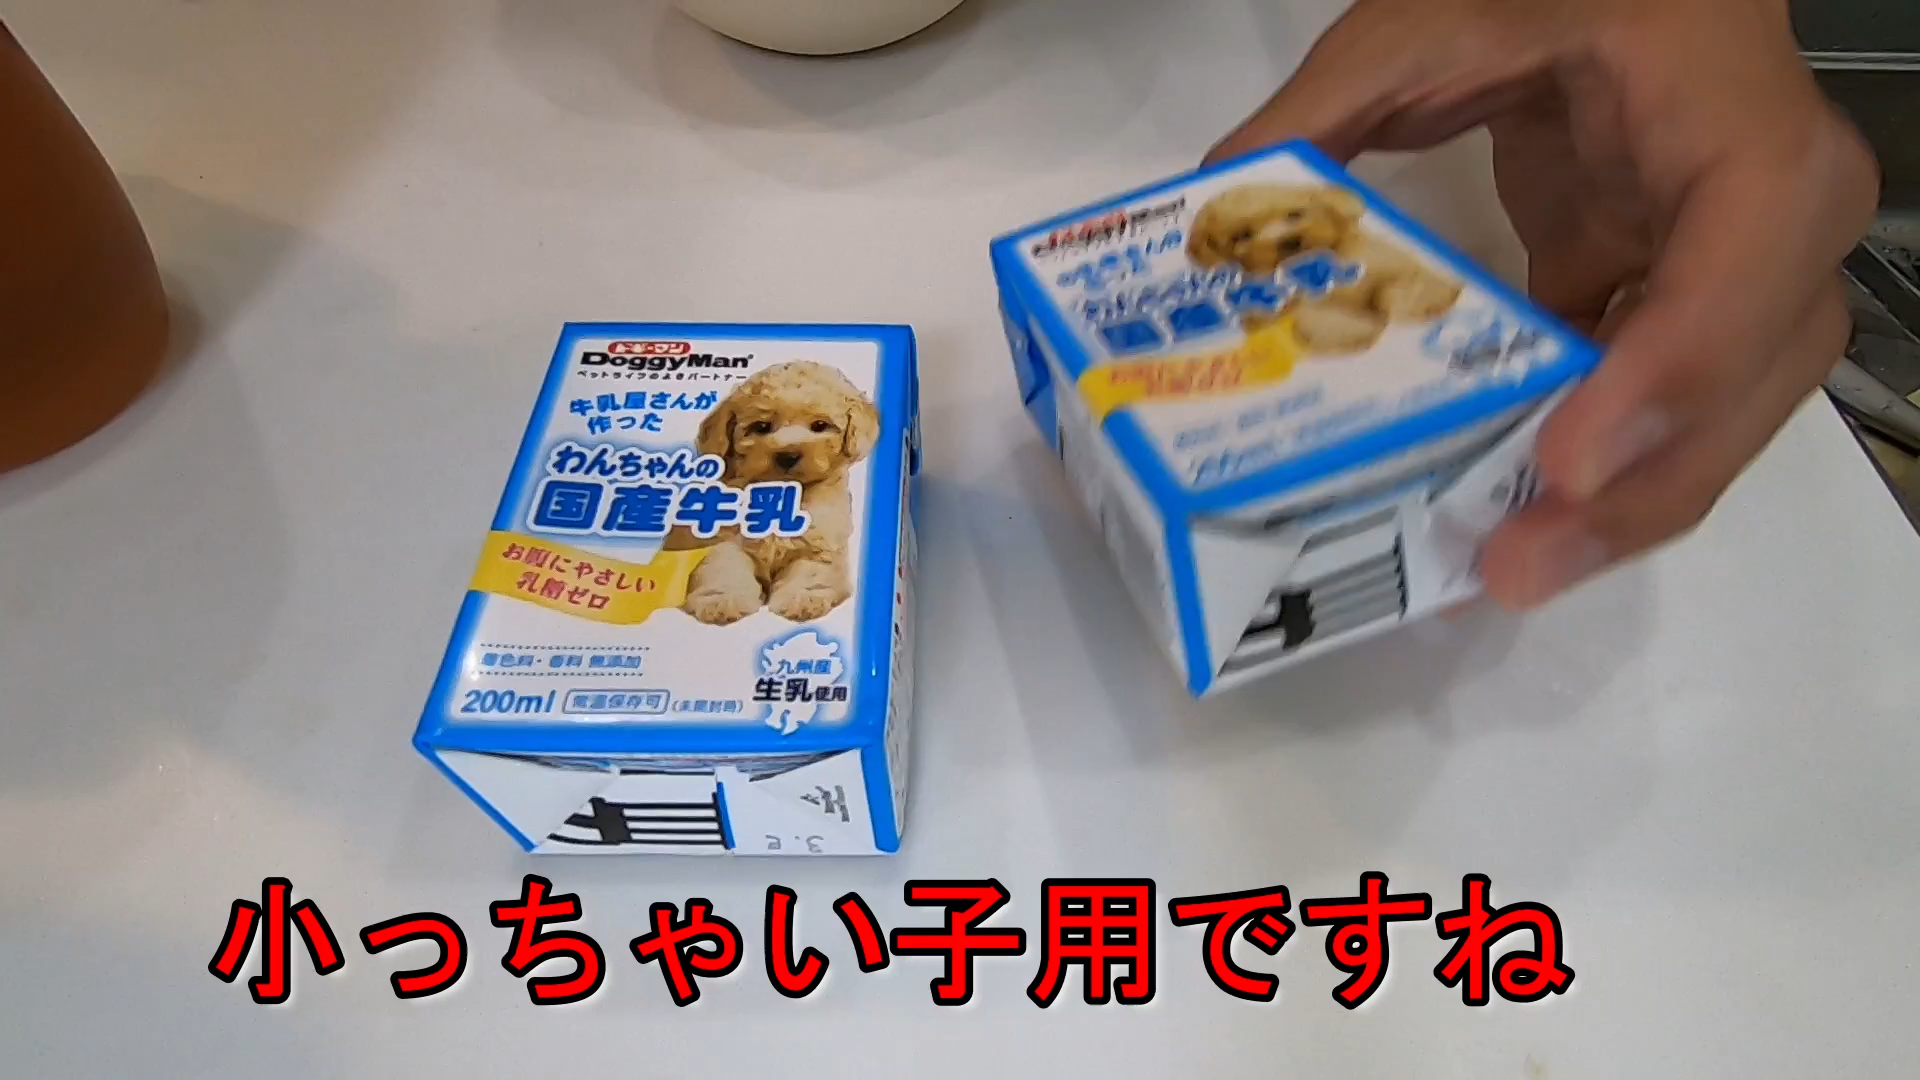 ドギーマン
DoggyMan
ペットライフのよきパートナー
牛乳屋さんが
作った
わんちゃんの
国産牛乳
お腹にやさしい
乳糖ゼロ
着色料・香料 無添加
九州産
生乳使用
200ml 常温保存可 (未開封時)
小っちゃい子用ですね